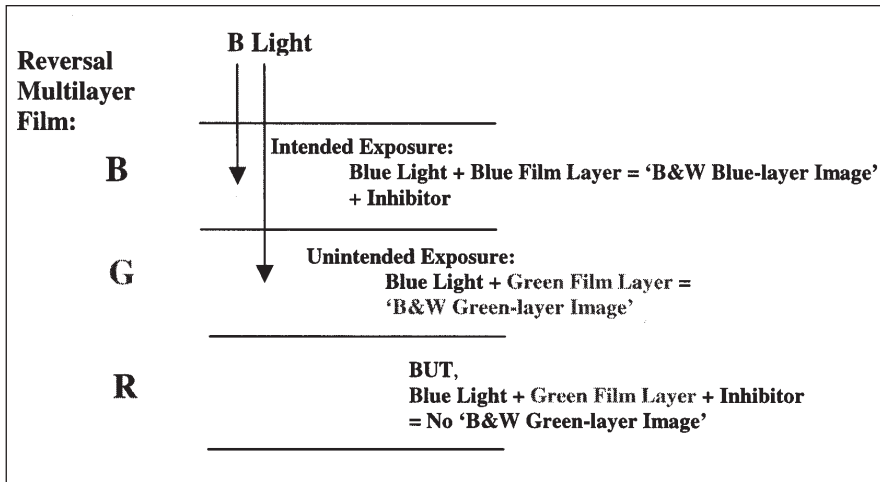 B Light
Reversal
Multilayer
Film:
Intended Exposure:
B
Blue Light + Blue Film Layer = ‘B&W Blue-layer Image’
+ Inhibitor
Unintended Exposure:
G
Blue Light + Green Film Layer =
‘B&W Green-layer Image’
R
BUT,
Blue Light + Green Film Layer + Inhibitor
= No ‘B&W Green-layer Image’